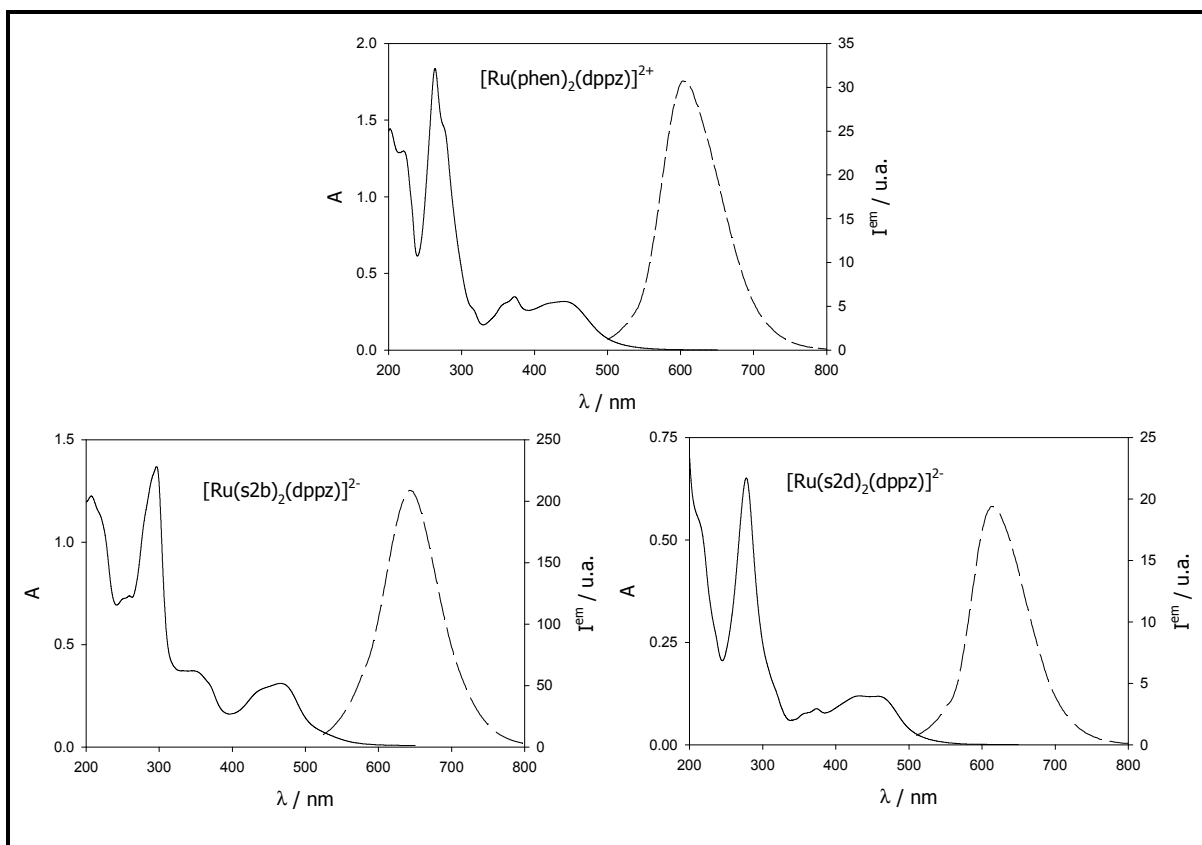 [Ru(phen)₂(dppz)]²⁺
A
2.0
1.5
1.0
0.5
0.0
35
30
25
20
15
10
5
0
Iᵉᵐ / u.a.
200 300 400 500 600 700 800
λ / nm
[Ru(s2b)₂(dppz)]²⁻
A
1.5
1.0
0.5
0.0
250
200
150
100
50
0
Iᵉᵐ / u.a.
200 300 400 500 600 700 800
λ / nm
[Ru(s2d)₂(dppz)]²⁻
A
0.75
0.50
0.25
0.00
25
20
15
10
5
0
Iᵉᵐ / u.a.
200 300 400 500 600 700 800
λ / nm